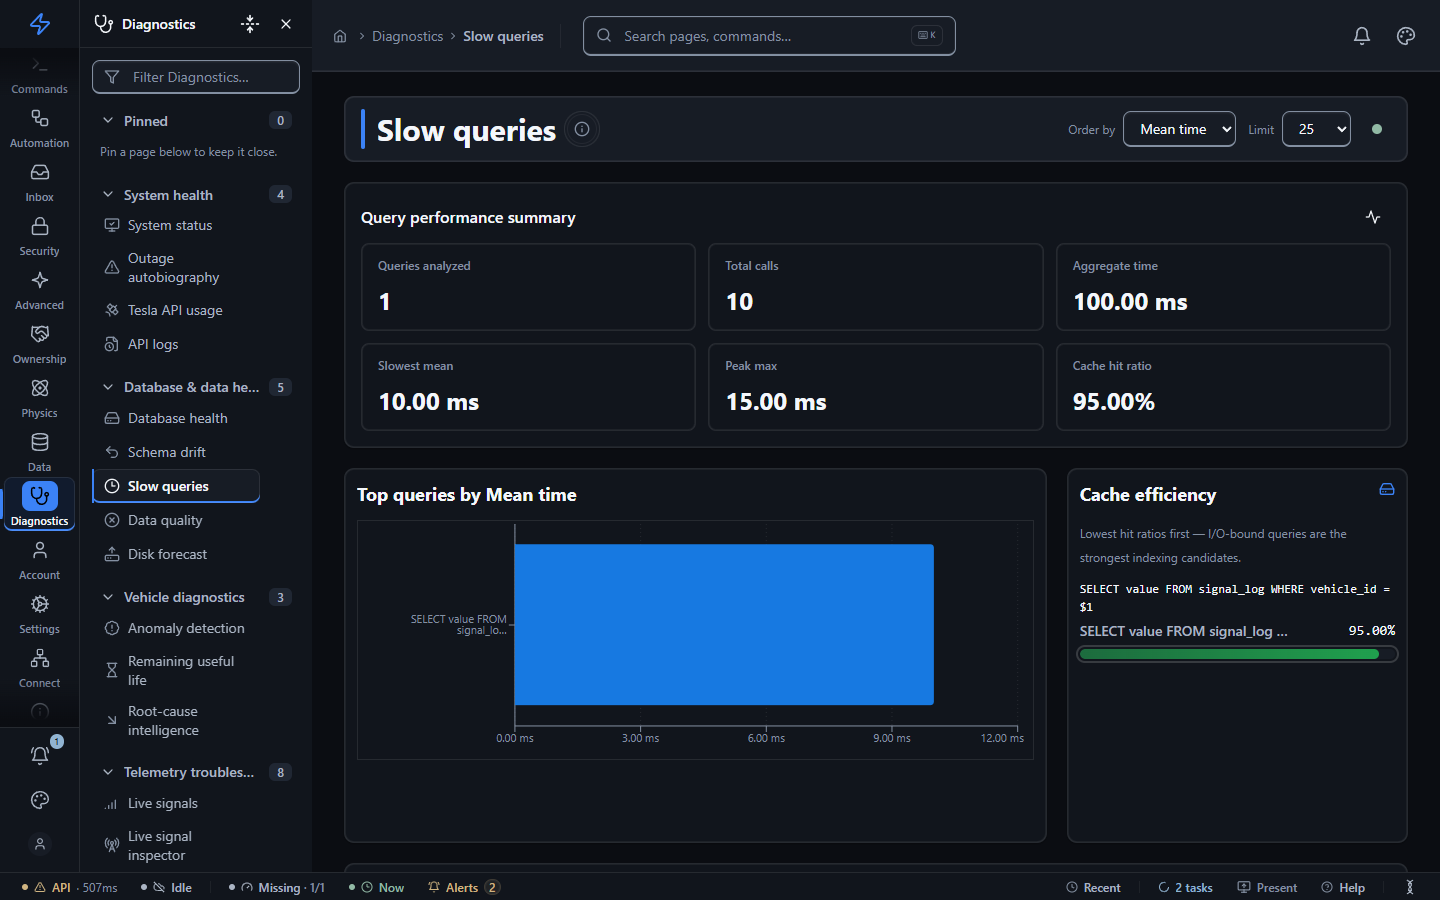 Commands
Automation
Inbox
Security
Advanced
Ownership
Physics
Data
Diagnostics
Account
Settings
Connect
1
Diagnostics
Filter Diagnostics...
Pinned 0
Pin a page below to keep it close.
System health 4
System status
Outage
autobiography
Tesla API usage
API logs
Database & data he... 5
Database health
Schema drift
Slow queries
Data quality
Disk forecast
Vehicle diagnostics 3
Anomaly detection
Remaining useful
life
Root-cause
intelligence
Telemetry troubles... 8
Live signals
Live signal
inspector
Diagnostics Slow queries
Search pages, commands... K
Slow queries
Order by Mean time Limit 25
Query performance summary
Queries analyzed
1
Total calls
10
Aggregate time
100.00 ms
Slowest mean
10.00 ms
Peak max
15.00 ms
Cache hit ratio
95.00%
Top queries by Mean time
SELECT value FROM
signal_lo...
0.00 ms 3.00 ms 6.00 ms 9.00 ms 12.00 ms
Cache efficiency
Lowest hit ratios first — I/O-bound queries are the
strongest indexing candidates.
SELECT value FROM signal_log WHERE vehicle_id =
$1
SELECT value FROM signal_log ... 95.00%
API · 507ms Idle Missing · 1/1 Now Alerts 2 Recent 2 tasks Present Help